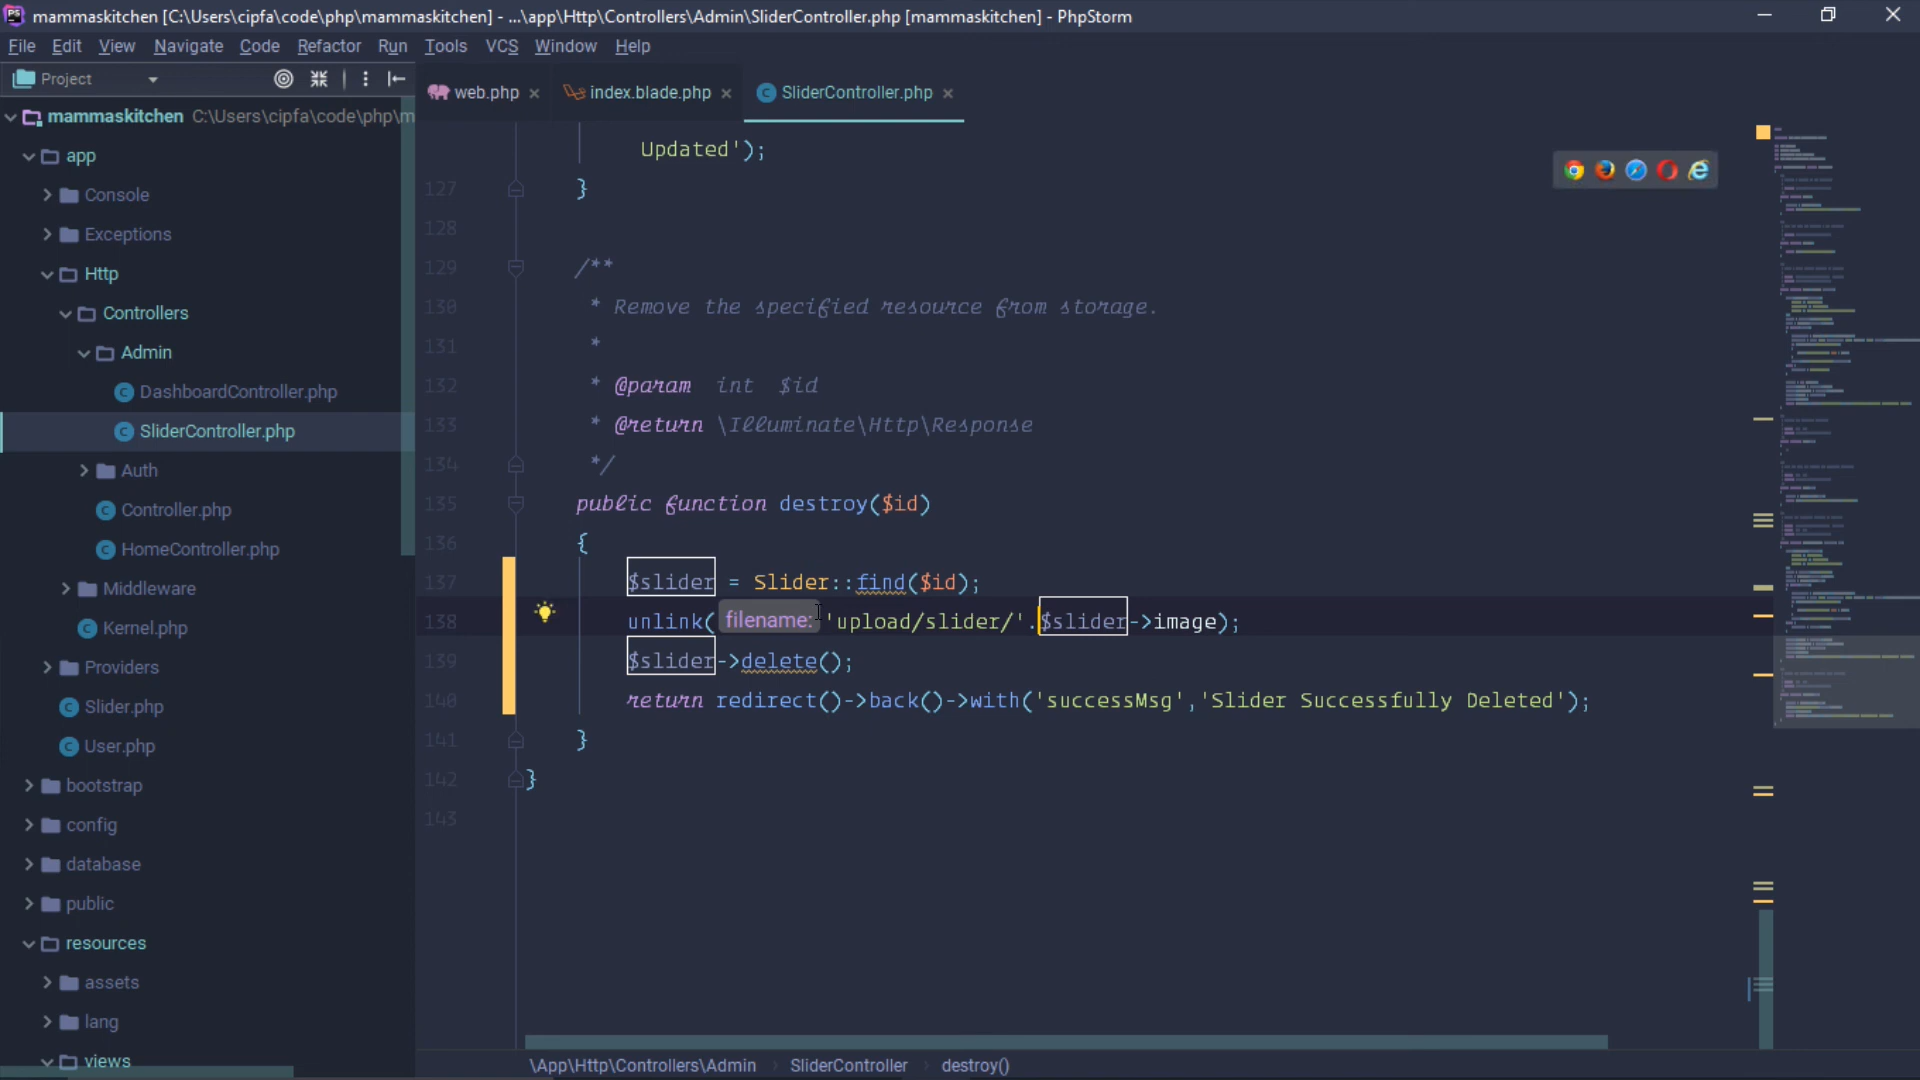 mammaskitchen [C:\Users\cipfa\code\php\mammaskitchen] - ...\app\Http\Controllers\Admin\SliderController.php [mammaskitchen] - PhpStorm
File Edit View Navigate Code Refactor Run Tools VCS Window Help
Project
web.php
index.blade.php
SliderController.php
mammaskitchen C:\Users\cipfa\code\php\m
app
Console
Exceptions
Http
Controllers
Admin
DashboardController.php
SliderController.php
Auth
Controller.php
HomeController.php
Middleware
Kernel.php
Providers
Slider.php
User.php
bootstrap
config
database
public
resources
assets
lang
views
Updated');
127 }
128
129 /**
130 * Remove the specified resource from storage.
131 *
132 * @param  int  $id
133 * @return \Illuminate\Http\Response
134 */
135 public function destroy($id)
136 {
137 $slider = Slider::find($id);
138 unlink( filename: 'upload/slider/'.$slider->image);
139 $slider->delete();
140 return redirect()->back()->with('successMsg','Slider Successfully Deleted');
141 }
142 }
143
\App\Http\Controllers\Admin SliderController destroy()